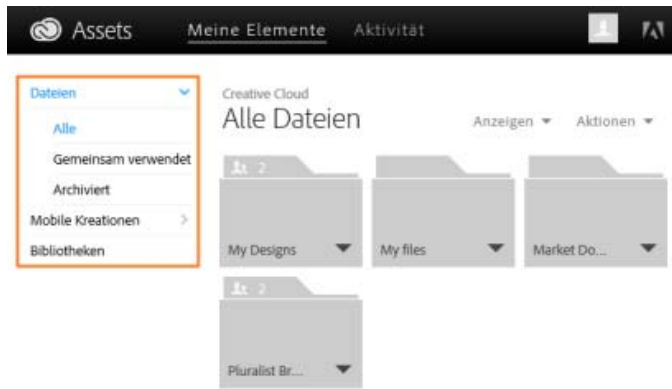 Assets Meine Elemente Aktivität
Dateien
Alle
Gemeinsam verwendet
Archiviert
Mobile Kreationen
Bibliotheken
Creative Cloud
Alle Dateien
Anzeigen Aktionen
2
My Designs My files Market Do...
2
Pluralist Br...